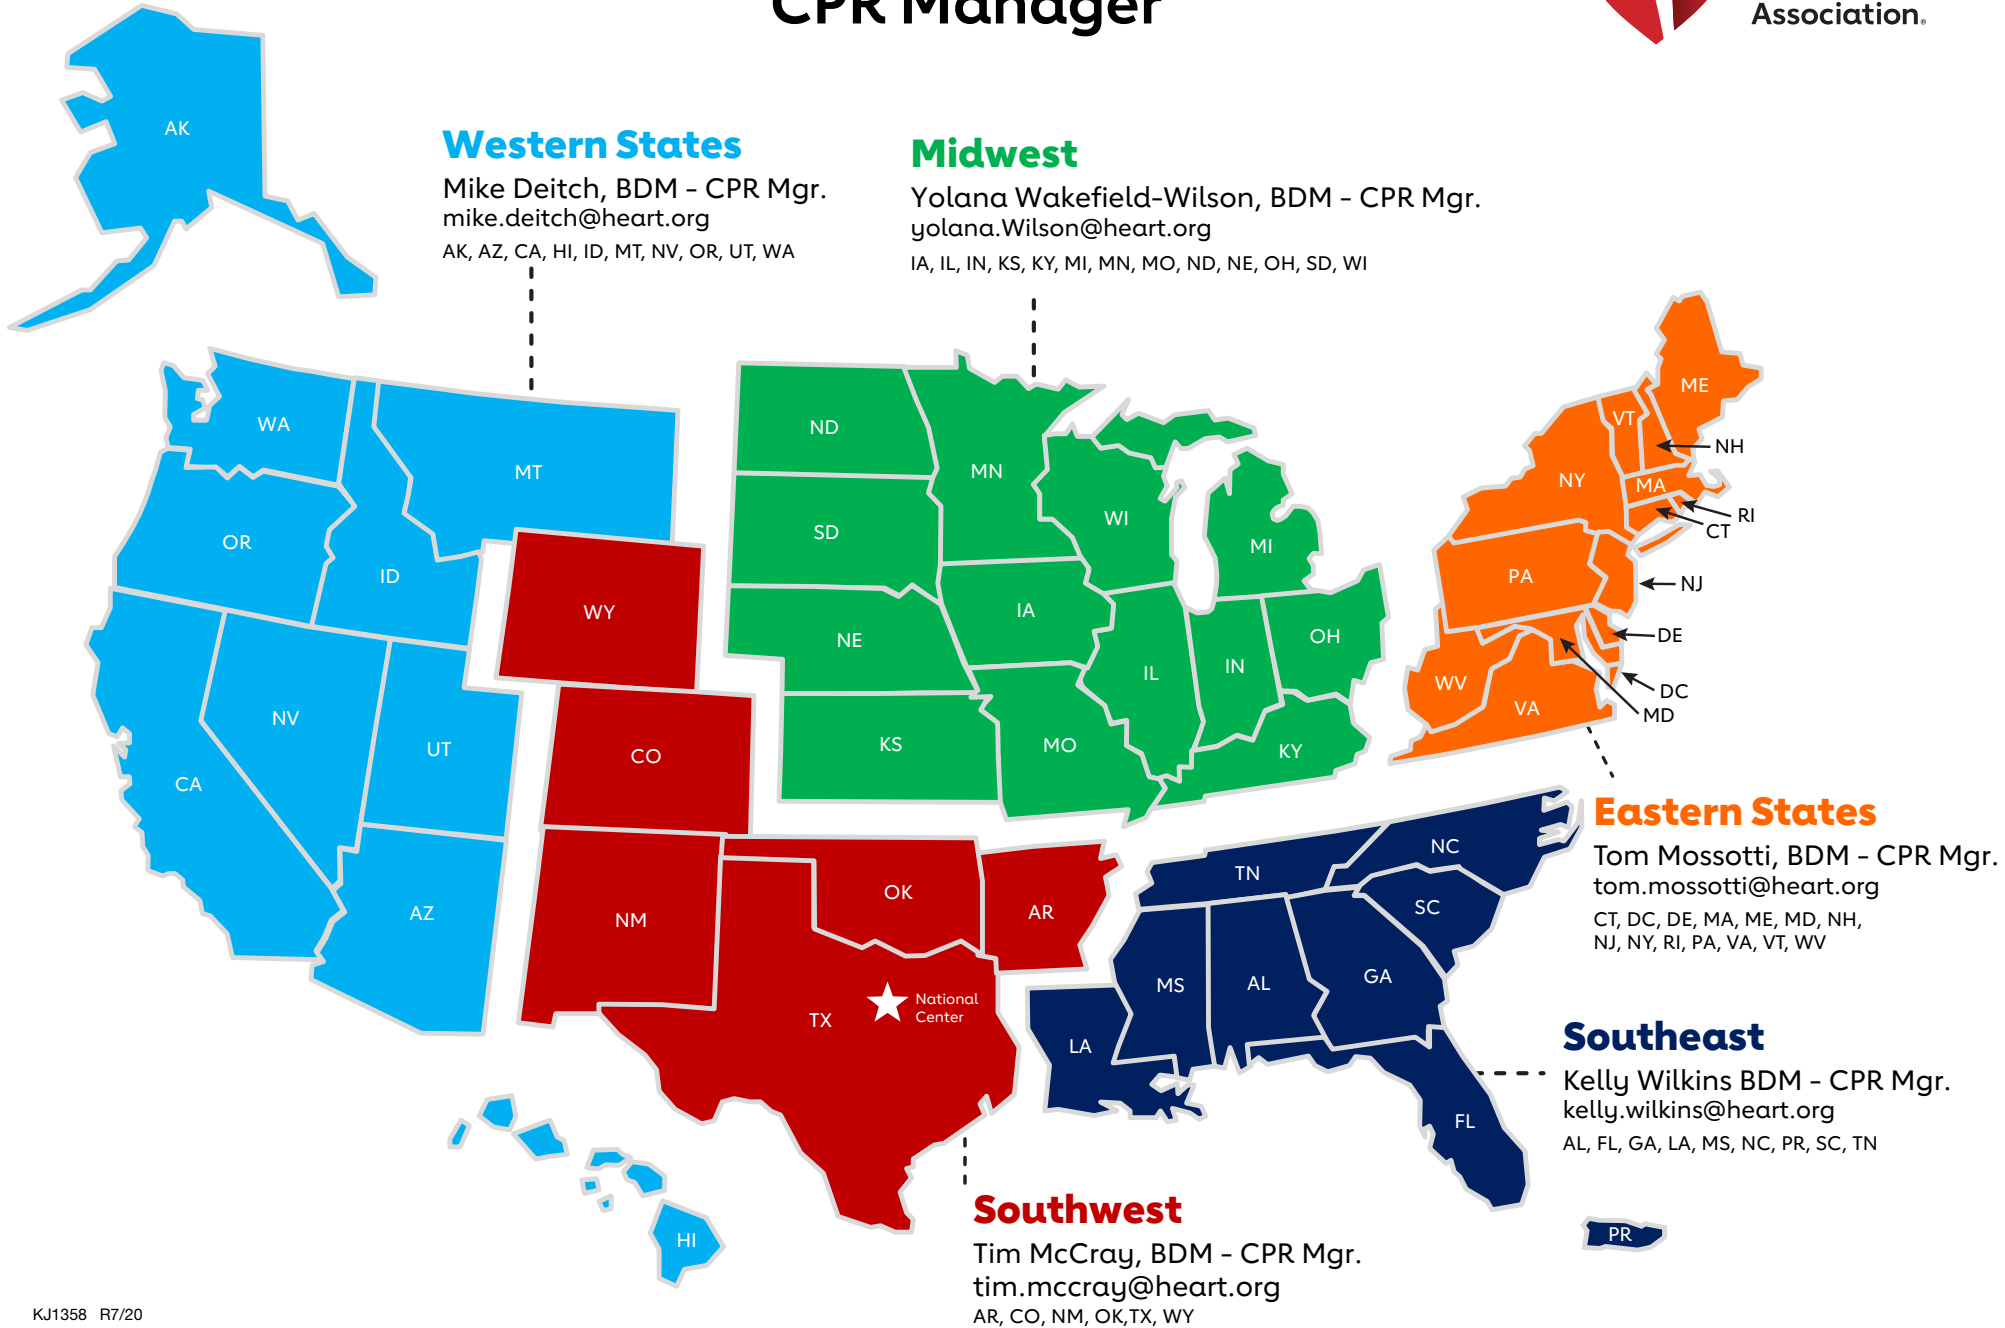 CPR Manager
Association.
AK
Western States
Mike Deitch, BDM - CPR Mgr.
mike.deitch@heart.org
AK, AZ, CA, HI, ID, MT, NV, OR, UT, WA
Midwest
Yolana Wakefield-Wilson, BDM - CPR Mgr.
yolana.Wilson@heart.org
IA, IL, IN, KS, KY, MI, MN, MO, ND, NE, OH, SD, WI
WA
MT
OR
ID
NV
UT
CA
AZ
HI
WY
CO
NM
OK
AR
TX
National
Center
ND
MN
SD
WI
MI
NE
IA
IL
IN
OH
KS
MO
KY
ME
VT
NH
NY
MA
RI
CT
PA
NJ
DE
WV
VA
DC
MD
Eastern States
Tom Mossotti, BDM - CPR Mgr.
tom.mossotti@heart.org
CT, DC, DE, MA, ME, MD, NH,
NJ, NY, RI, PA, VA, VT, WV
TN
NC
SC
MS
AL
GA
LA
FL
PR
Southeast
Kelly Wilkins BDM - CPR Mgr.
kelly.wilkins@heart.org
AL, FL, GA, LA, MS, NC, PR, SC, TN
Southwest
Tim McCray, BDM - CPR Mgr.
tim.mccray@heart.org
AR, CO, NM, OK,TX, WY
KJ1358 R7/20